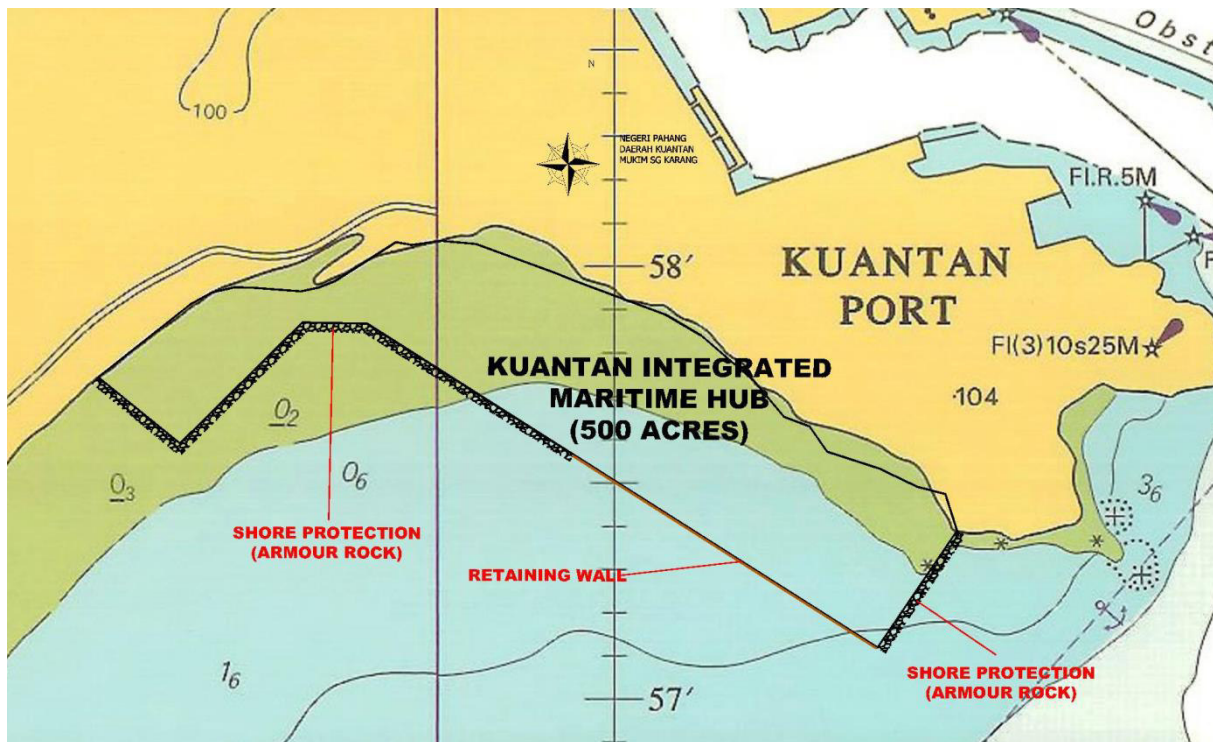 Obst
100
N
NEGERI PAHANG
DAERAH KUANTAN
MUKIM SG KARANG
Fl.R.5M
F
58'
KUANTAN
PORT
Fl(3)10s25M
KUANTAN INTEGRATED
MARITIME HUB
(500 ACRES)
104
0₂
0₆
0₃
3₆
SHORE PROTECTION
(ARMOUR ROCK)
RETAINING WALL
1₆
57'
SHORE PROTECTION
(ARMOUR ROCK)